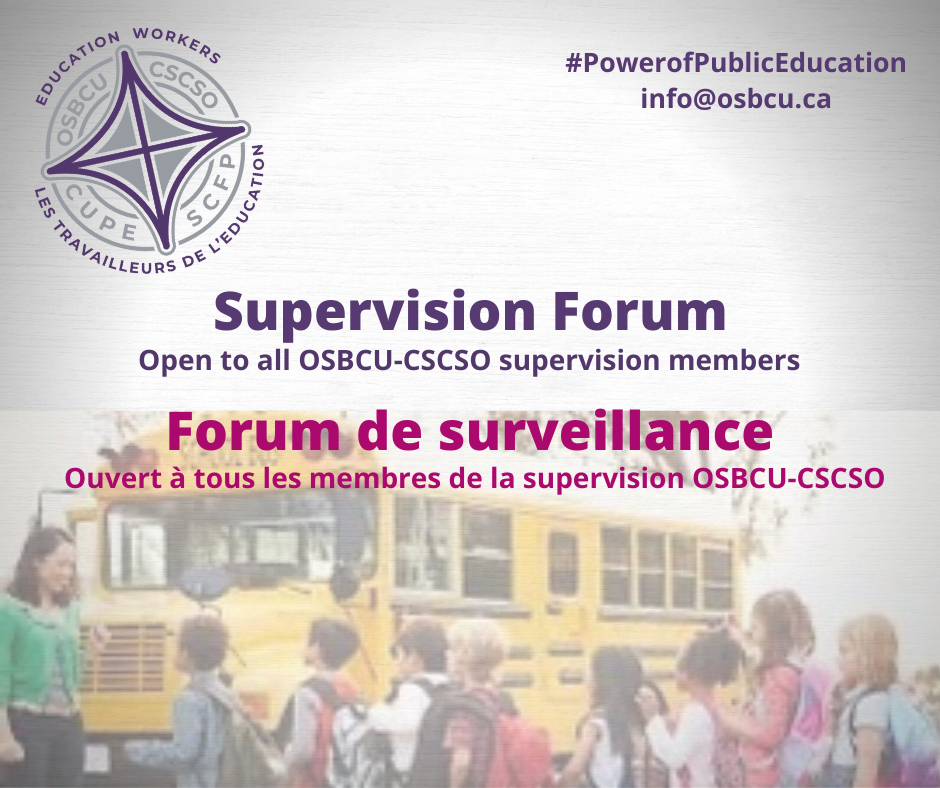 EDUCATION WORKERS
OSBCU CSCSO
CUPE SCFP
LES TRAVAILLEURS DE L'EDUCATION
#PowerofPublicEducation
info@osbcu.ca
Supervision Forum
Open to all OSBCU-CSCSO supervision members
Forum de surveillance
Ouvert à tous les membres de la supervision OSBCU-CSCSO